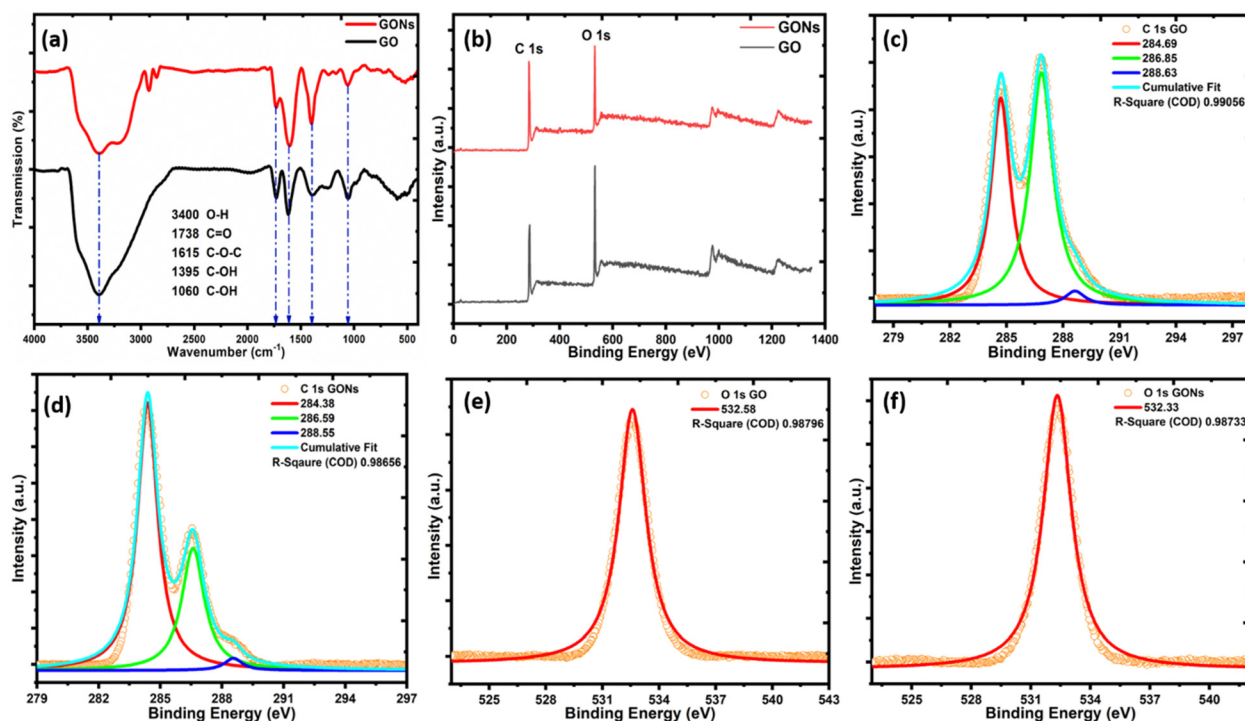 (a)
GONs
GO
Transmission (%)
3400 O-H
1738 C=O
1615 C-O-C
1395 C-OH
1060 C-OH
4000 3500 3000 2500 2000 1500 1000 500
Wavenumber (cm-1)
(b)
GONs
GO
C 1s
O 1s
Intensity (a.u.)
0 200 400 600 800 1000 1200 1400
Binding Energy (eV)
(c)
C 1s GO
284.69
286.85
288.63
Cumulative Fit
R-Square (COD) 0.99056
Intensity (a.u.)
279 282 285 288 291 294 297
Binding Energy (eV)
(d)
C 1s GONs
284.38
286.59
288.55
Cumulative Fit
R-Sqaure (COD) 0.98656
Intensity (a.u.)
279 282 285 288 291 294 297
Binding Energy (eV)
(e)
O 1s GO
532.58
R-Square (COD) 0.98796
Intensity (a.u.)
525 528 531 534 537 540 543
Binding Energy (eV)
(f)
O 1s GONs
532.33
R-Square (COD) 0.98733
Intensity (a.u.)
525 528 531 534 537 540
Binding Energy (eV)